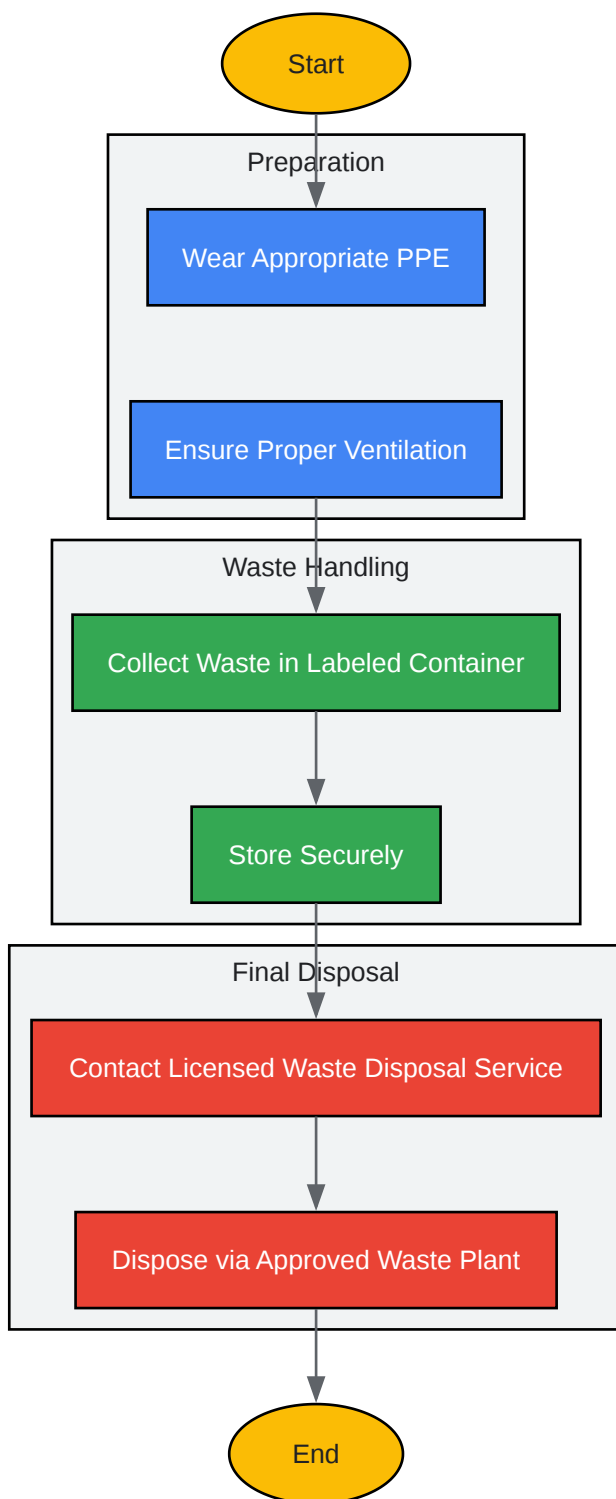 Start
Preparation
Wear Appropriate PPE
Ensure Proper Ventilation
Waste Handling
Collect Waste in Labeled Container
Store Securely
Final Disposal
Contact Licensed Waste Disposal Service
Dispose via Approved Waste Plant
End